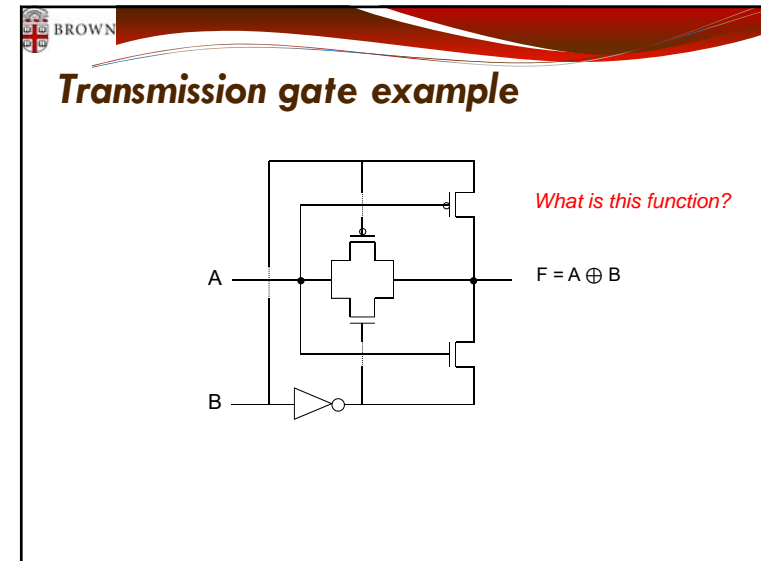 BROWN
Transmission gate example
What is this function?
A
F = A ⊕ B
B